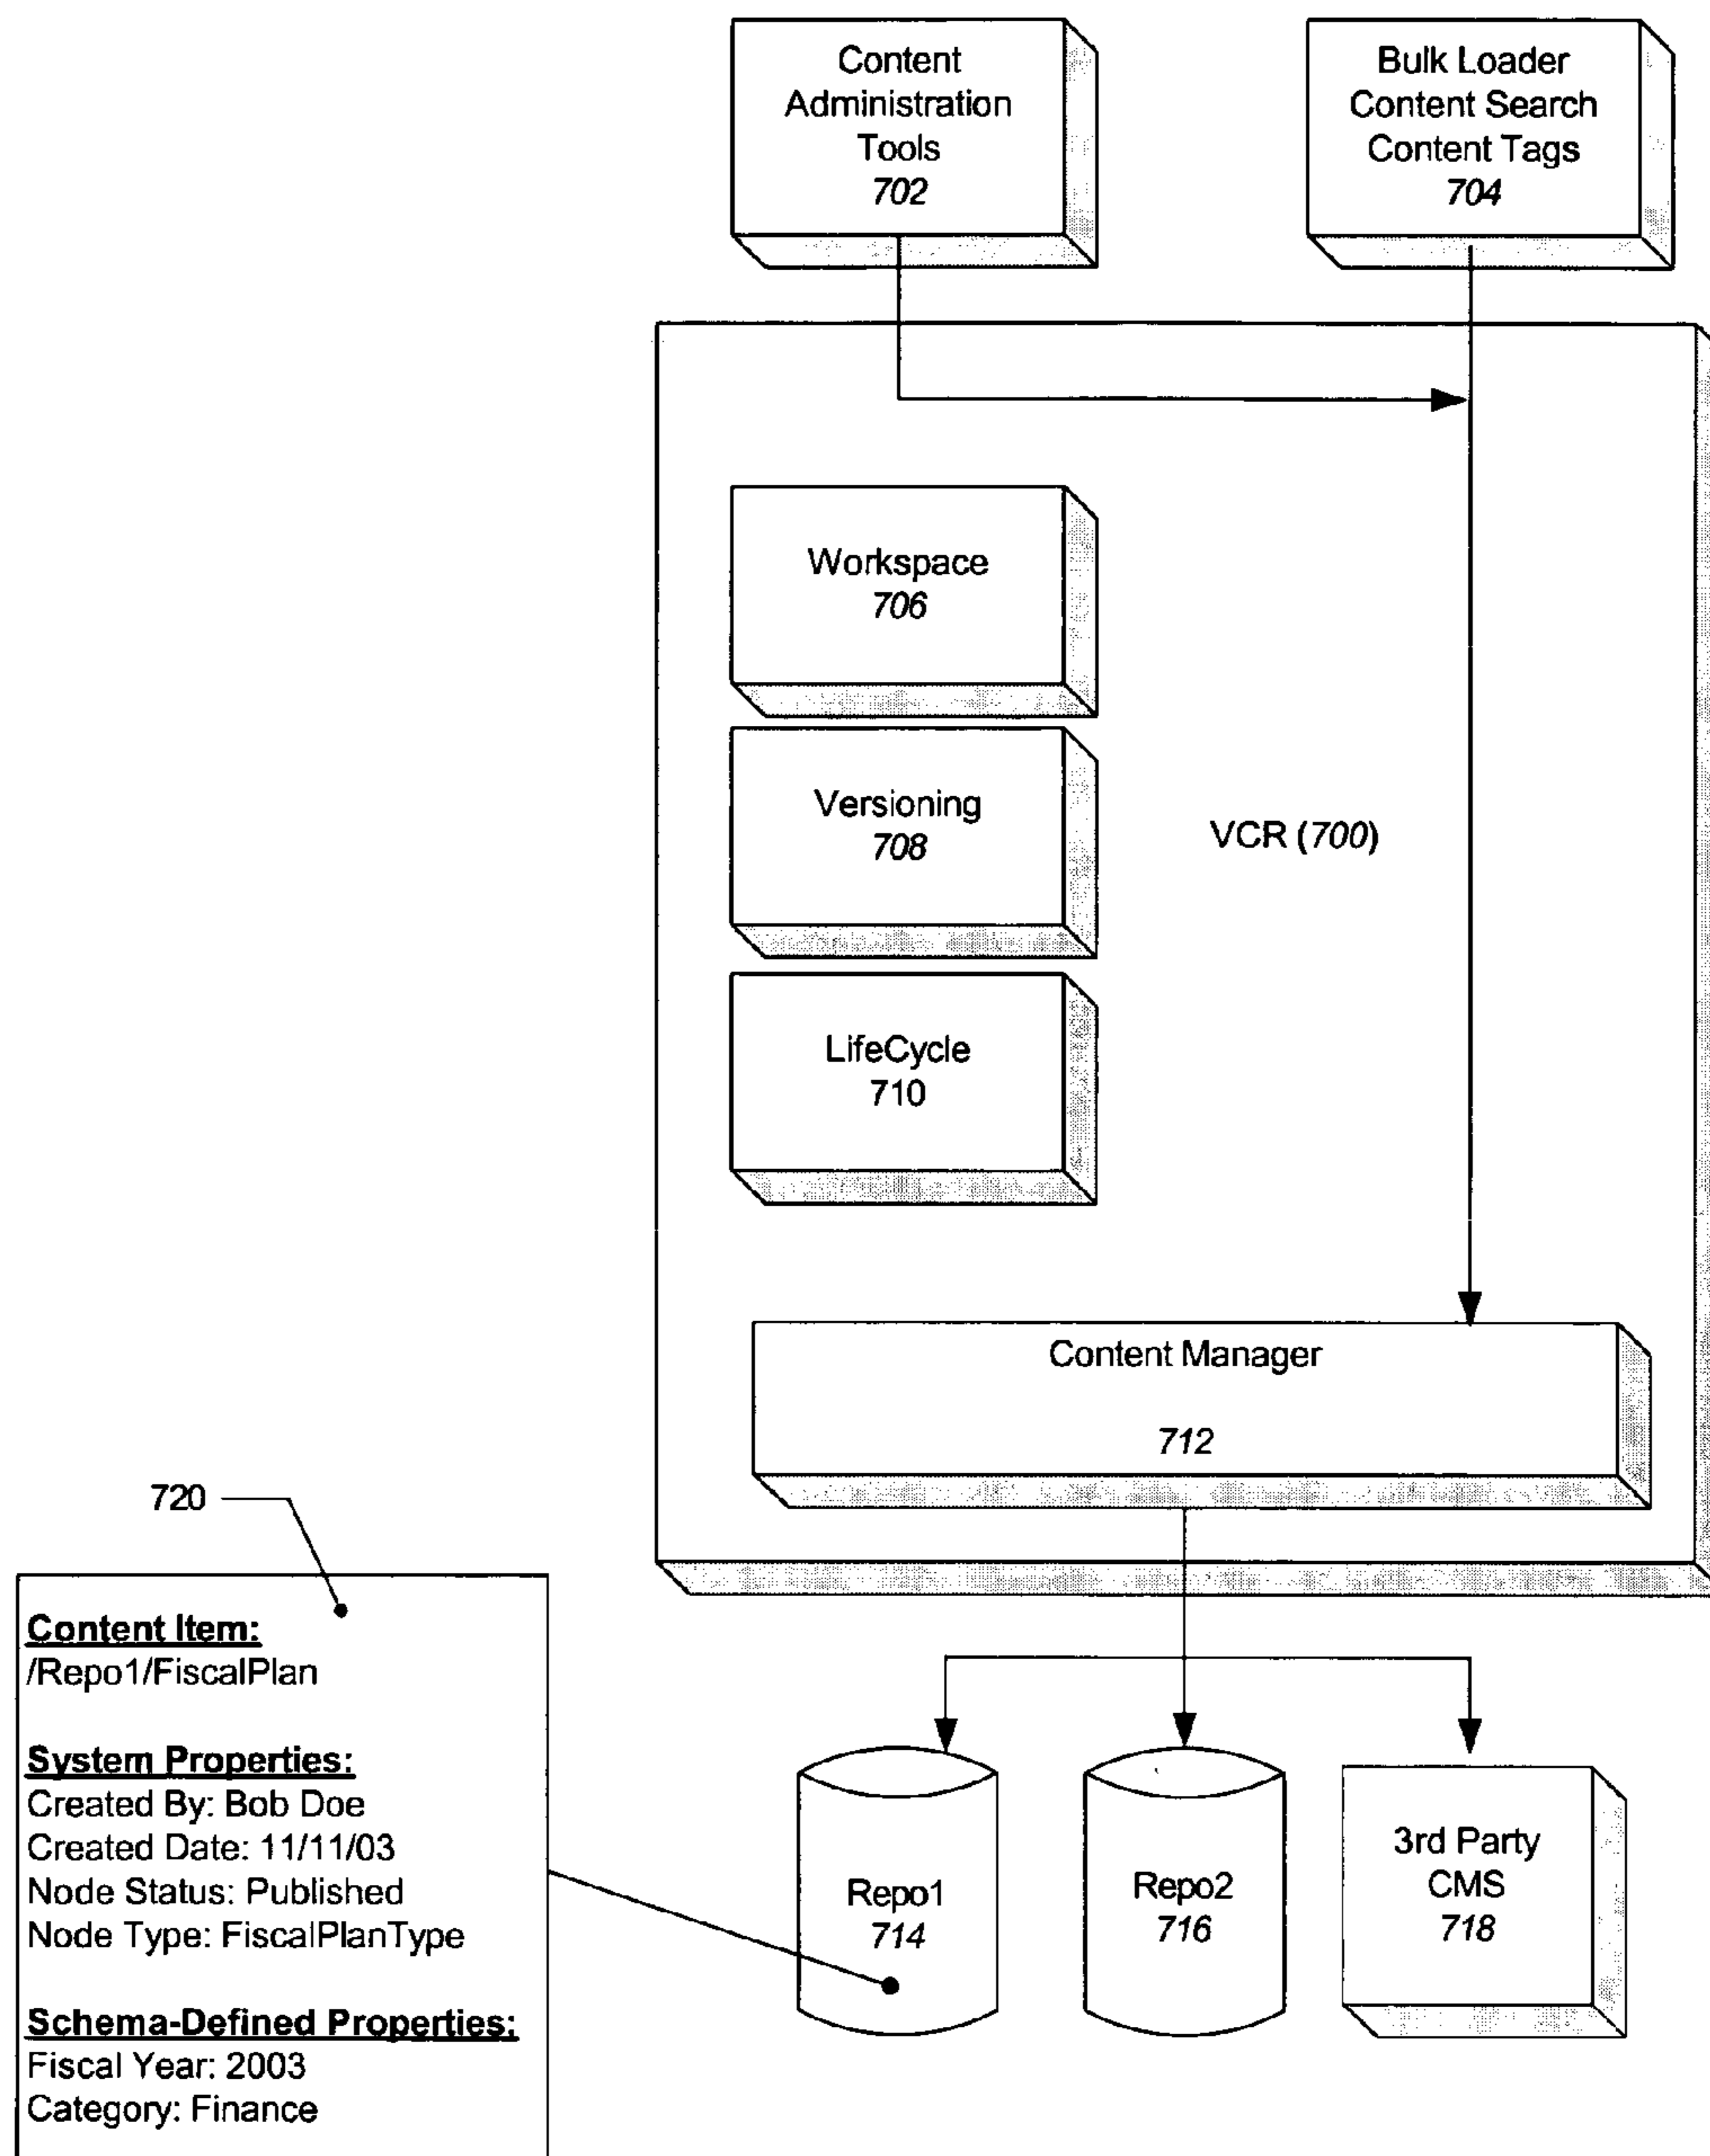 Content
Administration
Tools
702
Bulk Loader
Content Search
Content Tags
704
Workspace
706
Versioning
708
VCR (700)
LifeCycle
710
Content Manager
712
720
Content Item:
/Repo1/FiscalPlan
System Properties:
Created By: Bob Doe
Created Date: 11/11/03
Node Status: Published
Node Type: FiscalPlanType
Schema-Defined Properties:
Fiscal Year: 2003
Category: Finance
Repo1
714
Repo2
716
3rd Party
CMS
718